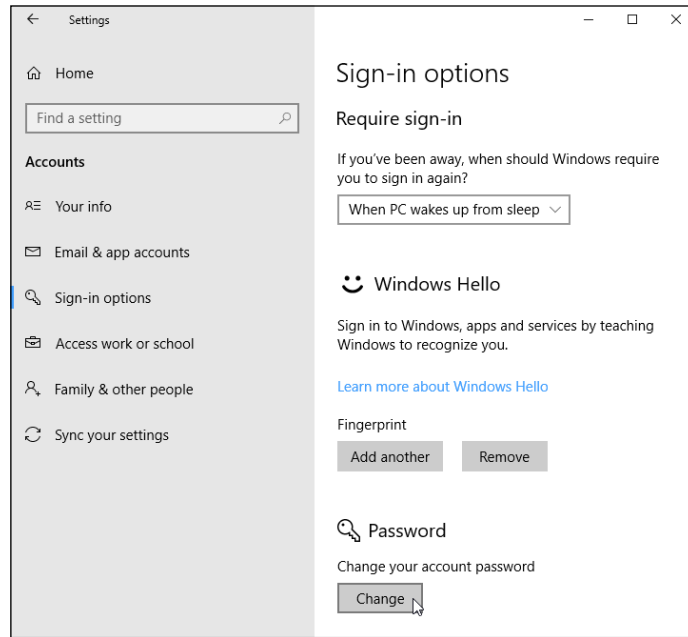 Settings
Home
Find a setting
Accounts
Your info
Email & app accounts
Sign-in options
Access work or school
Family & other people
Sync your settings
Sign-in options
Require sign-in
If you've been away, when should Windows require
you to sign in again?
When PC wakes up from sleep
Windows Hello
Sign in to Windows, apps and services by teaching
Windows to recognize you.
Learn more about Windows Hello
Fingerprint
Add another
Remove
Password
Change your account password
Change